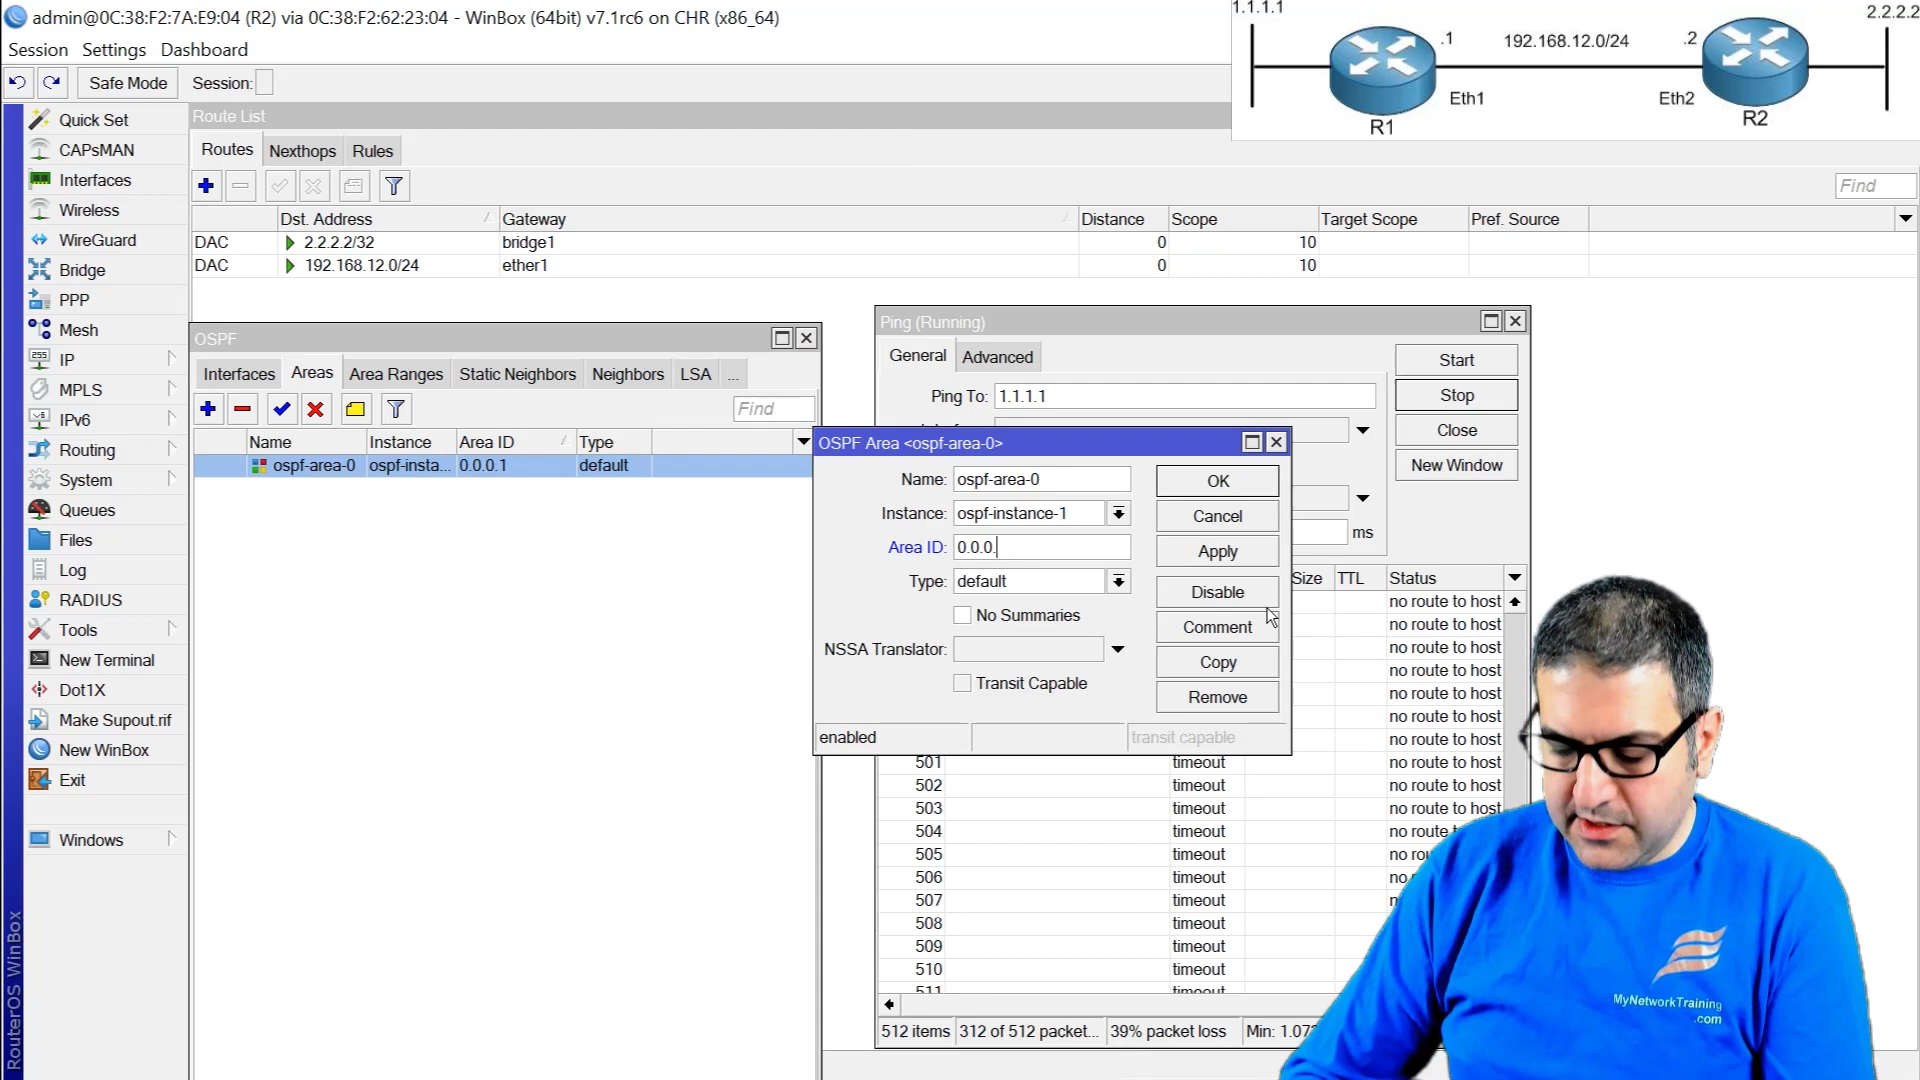 admin@0C:38:F2:7A:E9:04 (R2) via 0C:38:F2:62:23:04 - WinBox (64bit) v7.1rc6 on CHR (x86_64)
Session Settings Dashboard
Safe Mode Session:
1.1.1.1
2.2.2.2
.1 192.168.12.0/24 .2
Eth1 Eth2
R1 R2
Quick Set
CAPsMAN
Interfaces
Wireless
WireGuard
Bridge
PPP
Mesh
IP
MPLS
IPv6
Routing
System
Queues
Files
Log
RADIUS
Tools
New Terminal
Dot1X
Make Supout.rif
New WinBox
Exit
Windows
RouterOS WinBox
Route List
Routes Nexthops Rules
Find
Dst. Address Gateway Distance Scope Target Scope Pref. Source
DAC 2.2.2.2/32 bridge1 0 10
DAC 192.168.12.0/24 ether1 0 10
OSPF
Interfaces Areas Area Ranges Static Neighbors Neighbors LSA ...
Find
Name Instance Area ID Type
ospf-area-0 ospf-insta... 0.0.0.1 default
Ping (Running)
General Advanced
Ping To: 1.1.1.1
ms
Start
Stop
Close
New Window
Size TTL Status
no route to host
no route to host
no route to host
no route to host
no route to host
no route to host
no route to host
501 timeout no route to host
502 timeout no route to host
503 timeout no route to host
504 timeout no route
505 timeout
506 timeout
507 timeout
508 timeout
509 timeout
510 timeout
511 timeout
512 items 312 of 512 packet... 39% packet loss
OSPF Area <ospf-area-0>
Name: ospf-area-0
Instance: ospf-instance-1
Area ID: 0.0.0.
Type: default
No Summaries
NSSA Translator:
Transit Capable
OK
Cancel
Apply
Disable
Comment
Copy
Remove
enabled
transit capable
MyNetworkTraining
.com